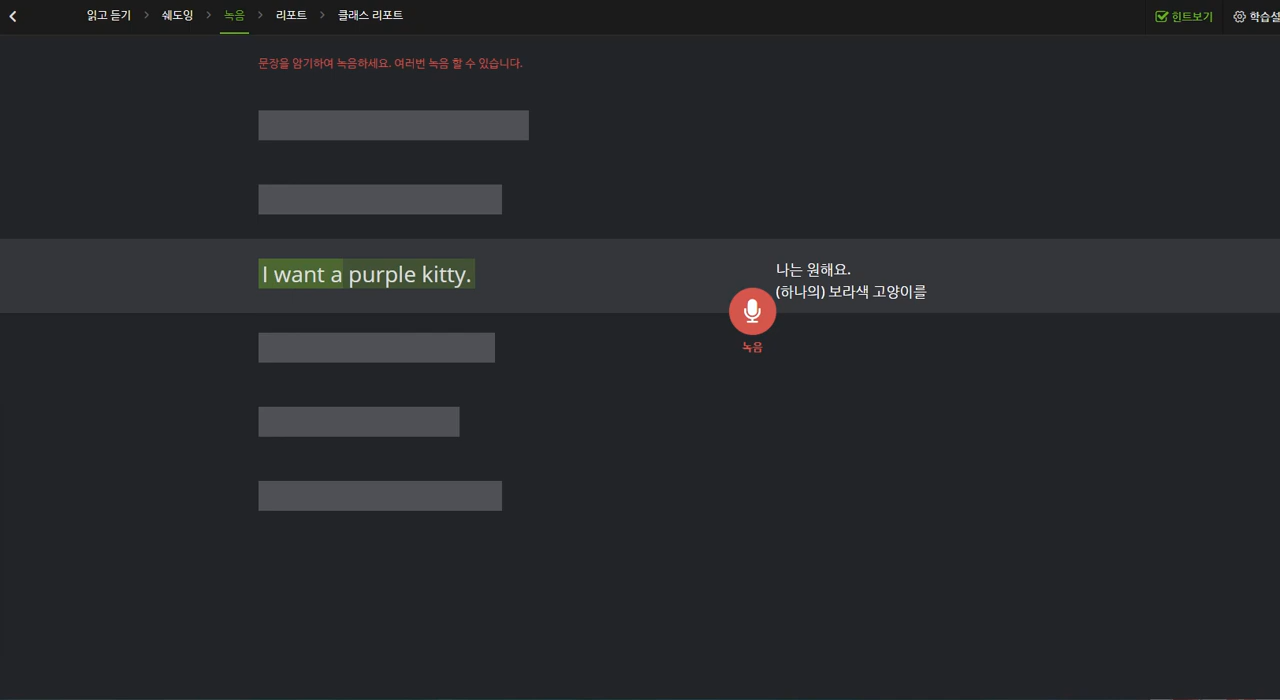 읽고 듣기 > 쉐도잉 > 녹음 > 리포트 > 클래스 리포트
힌트보기
학습설
문장을 암기하여 녹음하세요. 여러번 녹음 할 수 있습니다.
I want a purple kitty.
나는 원해요.
(하나의) 보라색 고양이를
녹음